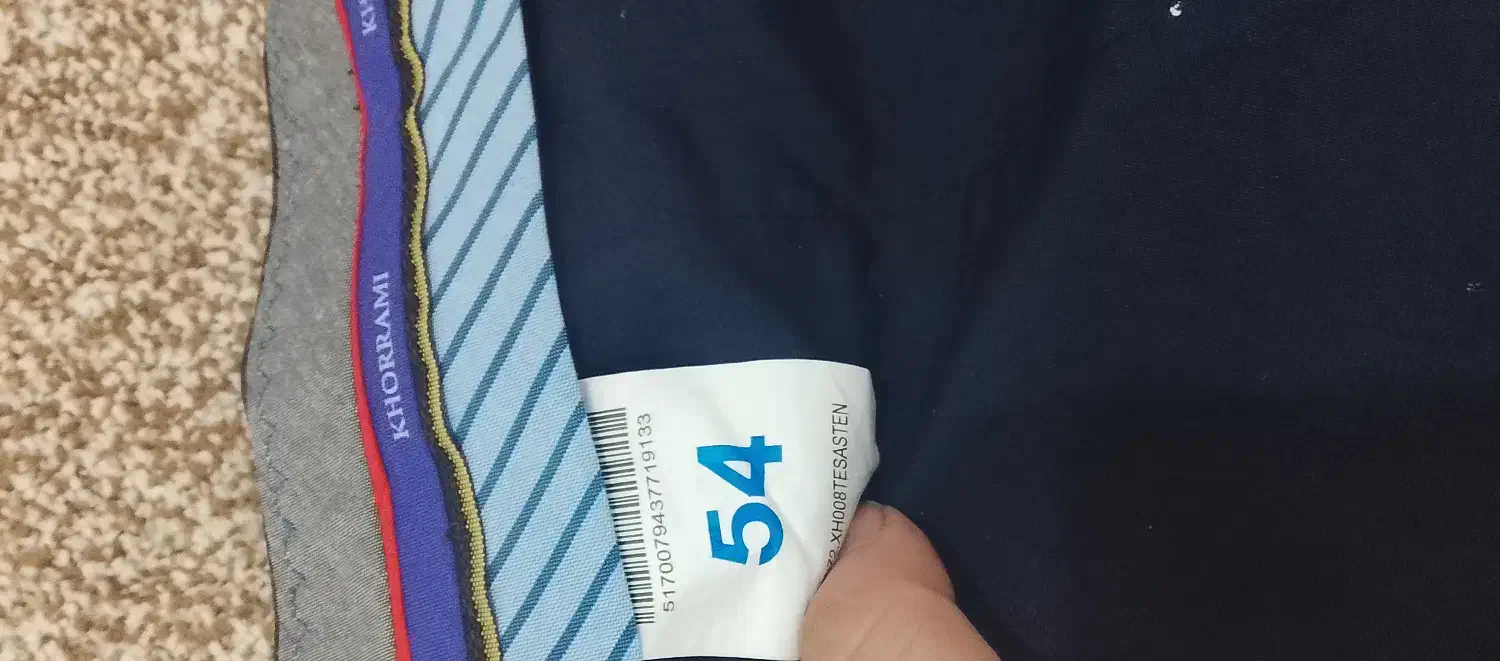 KHORRAMI
5170079437719133
54
XH008TESASTEN